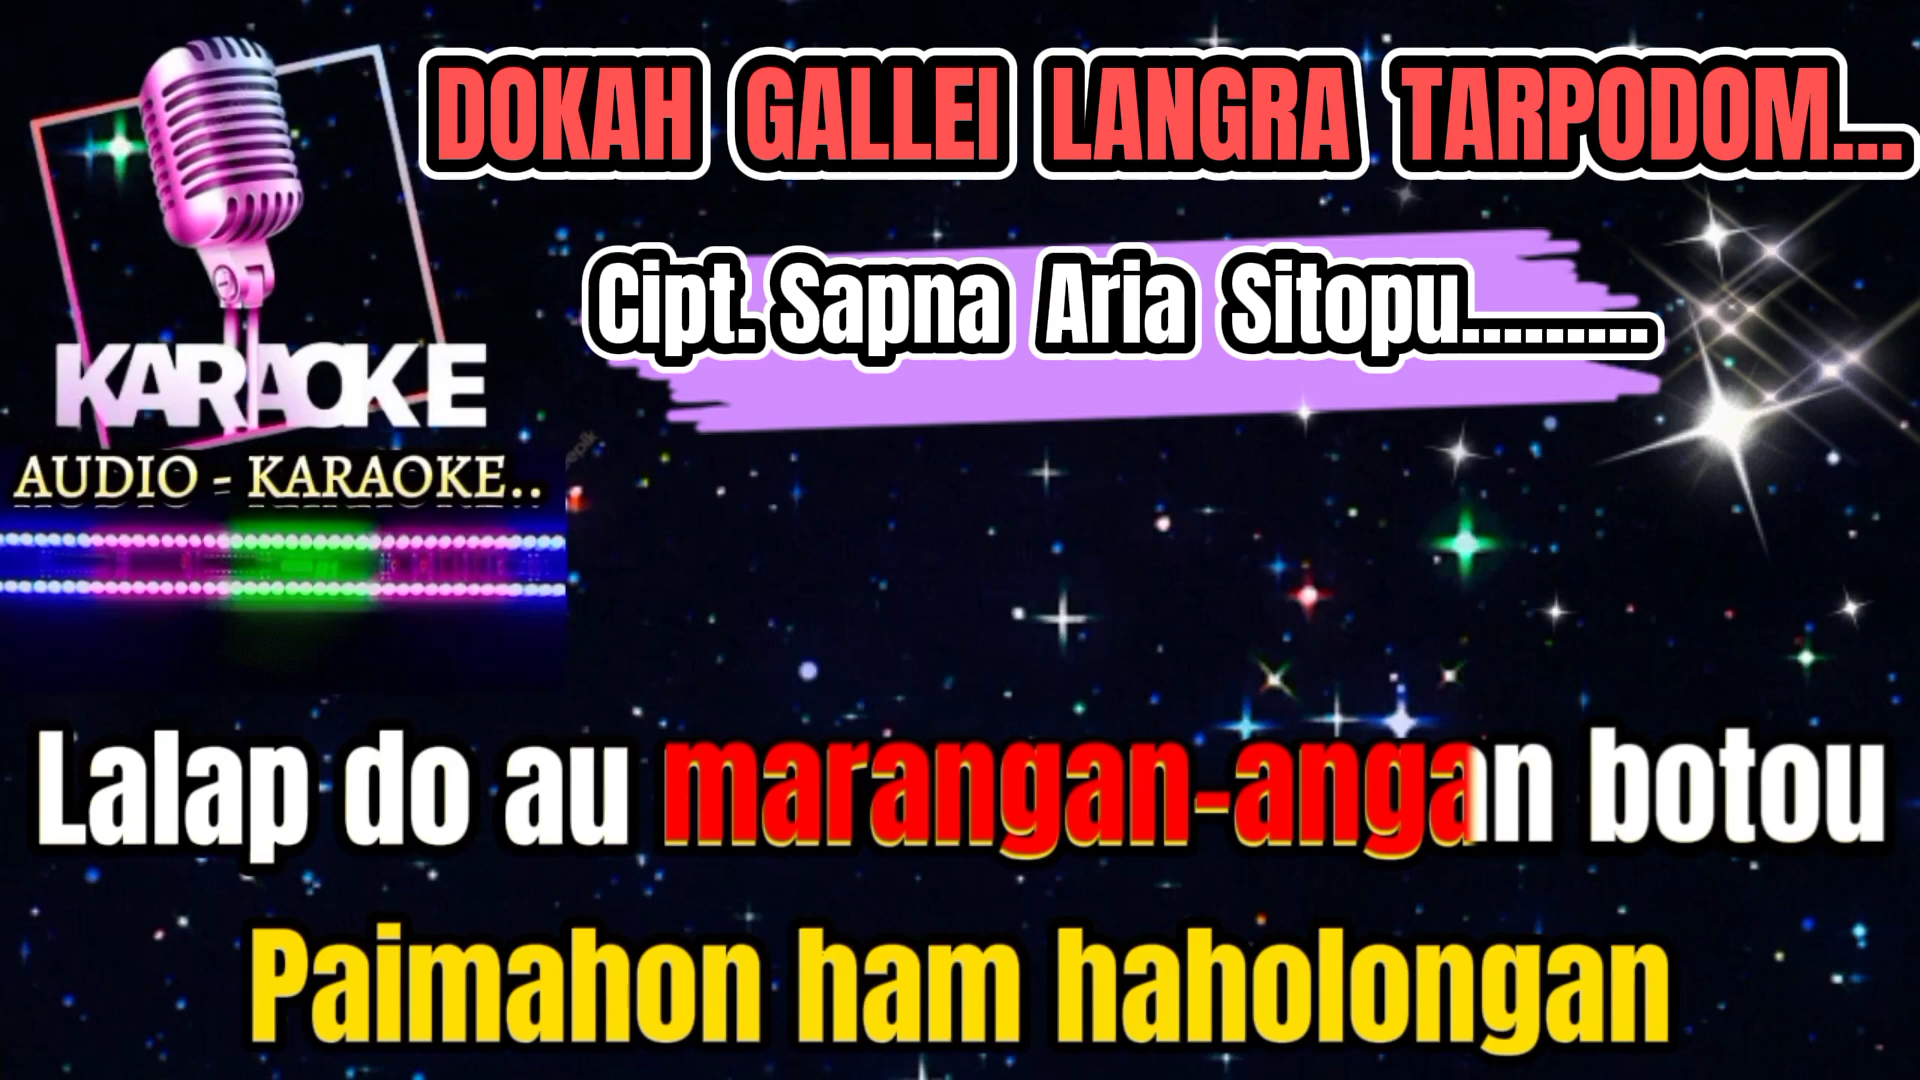 DOKAH GALLEI LANGRA TARPODOM...
Cipt. Sapna Aria Sitopu.........
KARAOKE
AUDIO - KARAOKE..
Lalap do au marangan-angan botou
Paimahon ham haholongan